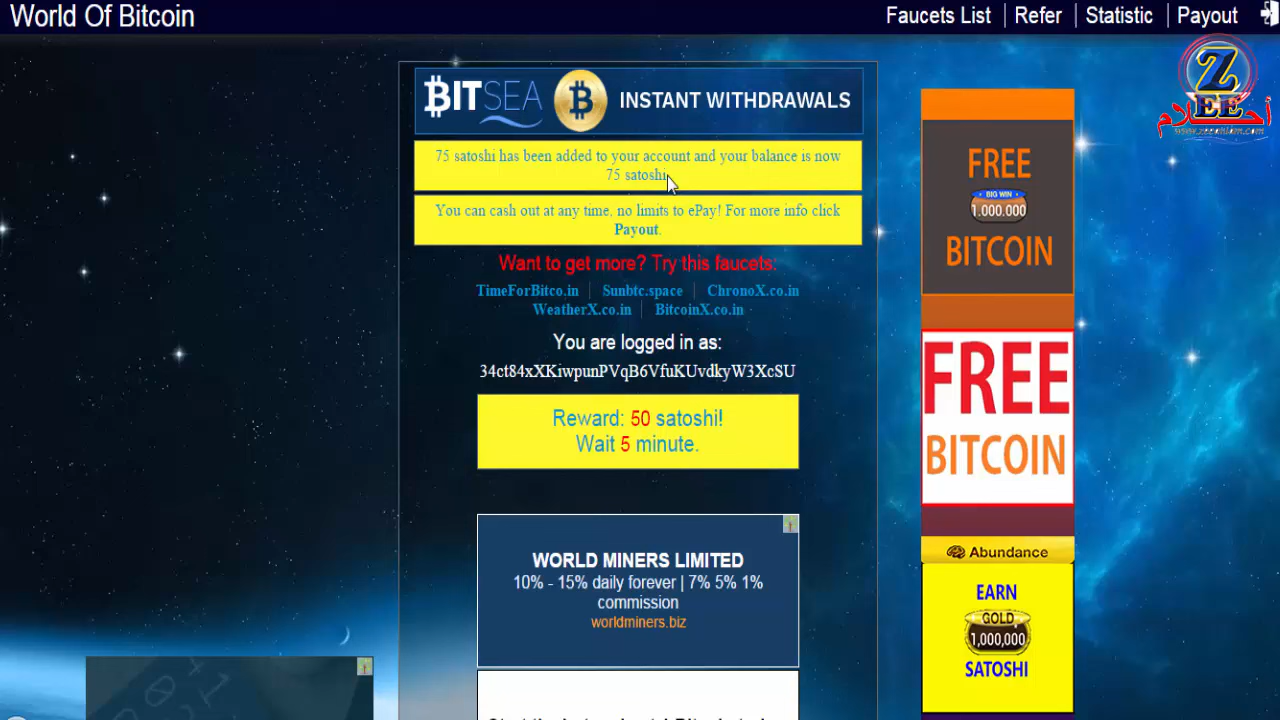 World Of Bitcoin
Faucets List
Refer
Statistic
Payout
Z
EE
أحلام
www.zeeahlam.com
BITSEA
INSTANT WITHDRAWALS
75 satoshi has been added to your account and your balance is now
75 satoshi.
You can cash out at any time, no limits to ePay! For more info click
Payout.
Want to get more? Try this faucets:
TimeForBitco.in
Sunbtc.space
ChronoX.co.in
WeatherX.co.in
BitcoinX.co.in
You are logged in as:
34ct84xXKiwpunPVqB6VfuKUvdkyW3XcSU
Reward: 50 satoshi!
Wait 5 minute.
WORLD MINERS LIMITED
10% - 15% daily forever | 7% 5% 1%
commission
worldminers.biz
FREE
BIG WIN
1.000.000
BITCOIN
FREE
BITCOIN
Abundance
EARN
GOLD
1,000,000
SATOSHI